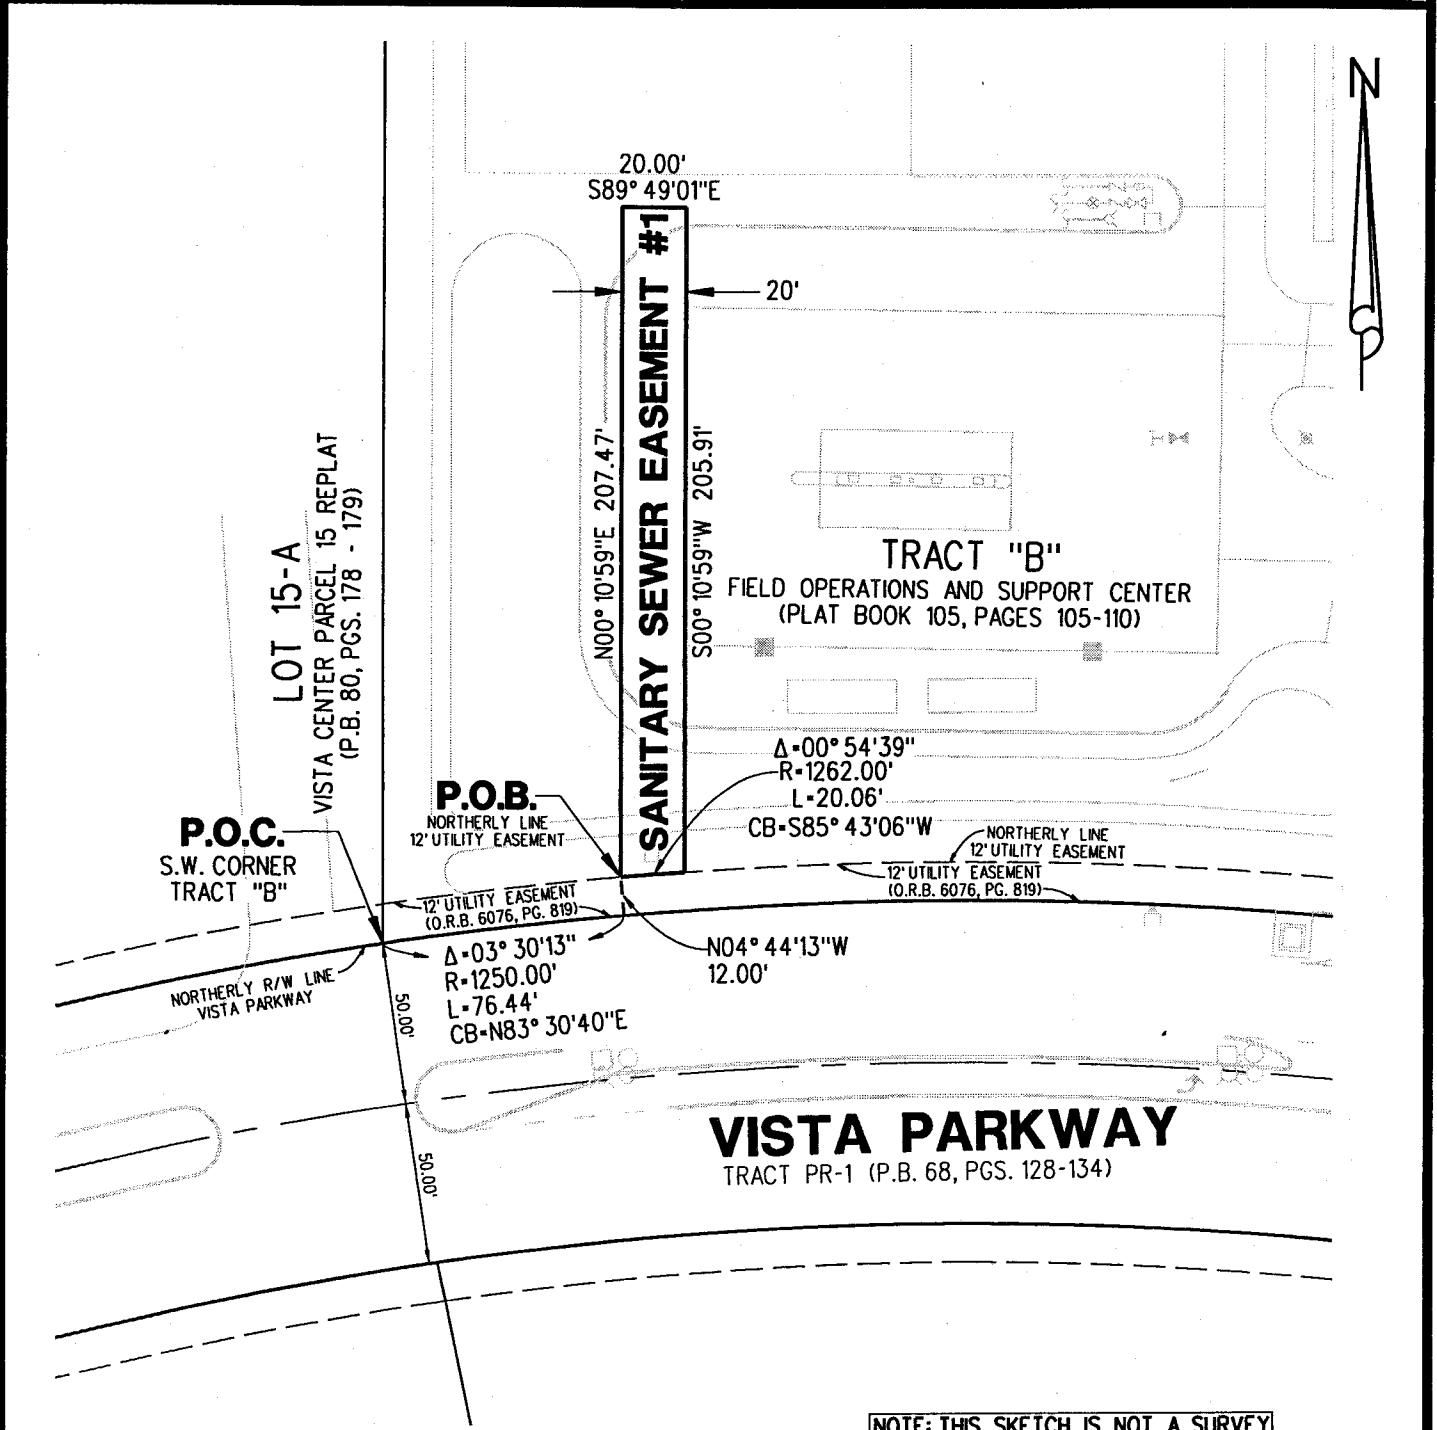 N
20.00'
S89°49'01"E
SANITARY SEWER EASEMENT #1
20'
N00°10'59"E 207.47'
S00°10'59"W 205.91'
LOT 15-A
VISTA CENTER PARCEL 15 REPLAT
(P.B. 80, PGS. 178 - 179)
TRACT "B"
FIELD OPERATIONS AND SUPPORT CENTER
(PLAT BOOK 105, PAGES 105-110)
Δ=00°54'39"
R=1262.00'
L=20.06'
CB=S85°43'06"W
P.O.B.
NORTHERLY LINE
12' UTILITY EASEMENT
P.O.C.
S.W. CORNER
TRACT "B"
NORTHERLY LINE
12' UTILITY EASEMENT
12' UTILITY EASEMENT
(O.R.B. 6076, PG. 819)
12' UTILITY EASEMENT
(O.R.B. 6076, PG. 819)
Δ=03°30'13"
R=1250.00'
L=76.44'
CB=N83°30'40"E
N04°44'13"W
12.00'
NORTHERLY R/W LINE
VISTA PARKWAY
50.00'
50.00'
VISTA PARKWAY
TRACT PR-1 (P.B. 68, PGS. 128-134)
NOTE: THIS SKETCH IS NOT A SURVEY